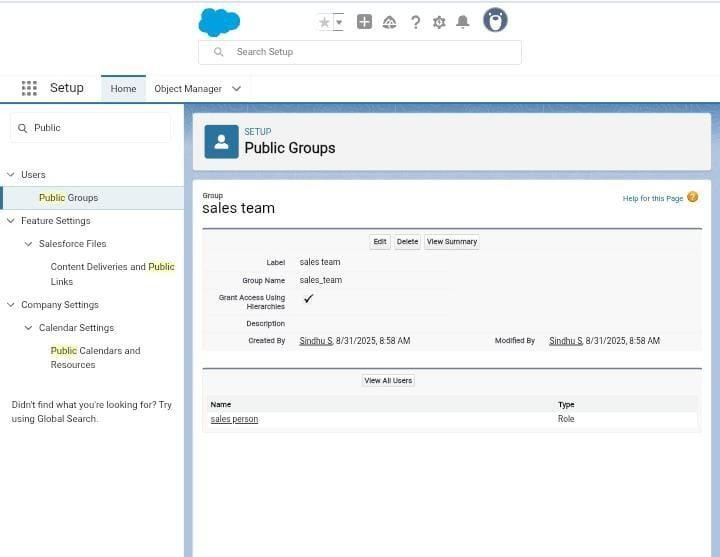 Search Setup
Setup
Home
Object Manager
Public
Users
Public Groups
Feature Settings
Salesforce Files
Content Deliveries and Public
Links
Company Settings
Calendar Settings
Public Calendars and
Resources
Didn't find what you're looking for? Try
using Global Search.
SETUP
Public Groups
Group
sales team
Help for this Page
Edit Delete View Summary
Label sales team
Group Name sales_team
Grant Access Using
Hierarchies
Description
Created By Sindhu S, 8/31/2025, 8:58 AM Modified By Sindhu S, 8/31/2025, 8:58 AM
View All Users
Name Type
sales person Role